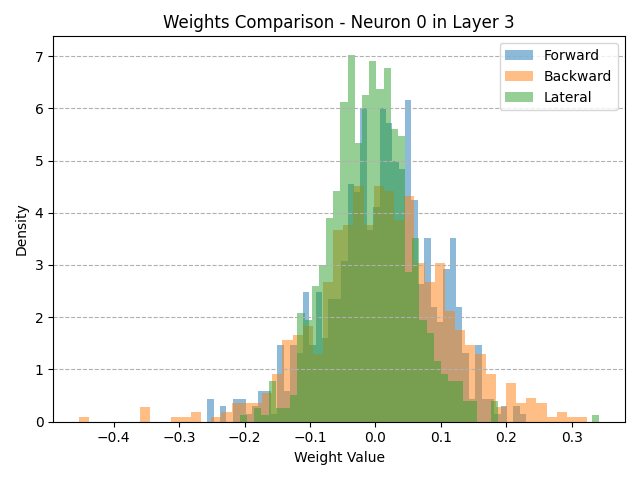 Weights Comparison - Neuron 0 in Layer 3
Forward
Backward
Lateral
Density
7
6
5
4
3
2
1
0
−0.4
−0.3
−0.2
−0.1
0.0
0.1
0.2
0.3
Weight Value